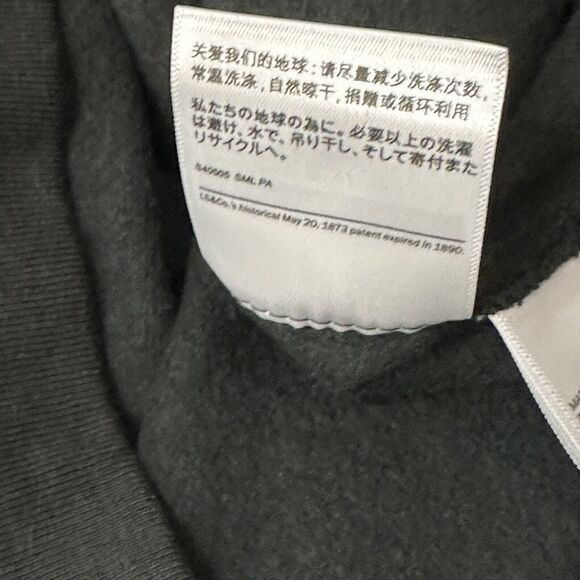 关爱我们的地球：请尽量减少洗涤次数，
常温洗涤，自然晾干，捐赠或循环利用
私たちの地球の為に。必要以上の洗濯
は避け、水で、吊り干し、そして寄付また
リサイクルへ。
540505 SML PA
LS&Co.'s historical May 20, 1873 patent expired in 1890.